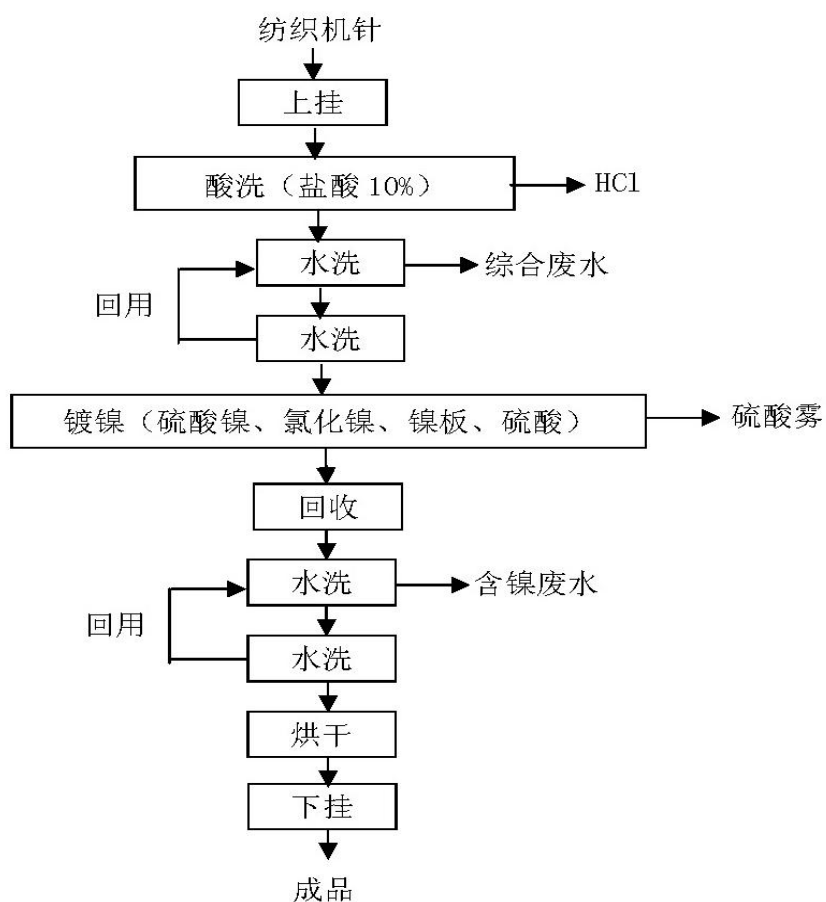 纺织机针
上挂
酸洗（盐酸10%）
HCl
水洗
综合废水
回用
水洗
镀镍（硫酸镍、氯化镍、镍板、硫酸）
硫酸雾
回收
水洗
含镍废水
回用
水洗
烘干
下挂
成品